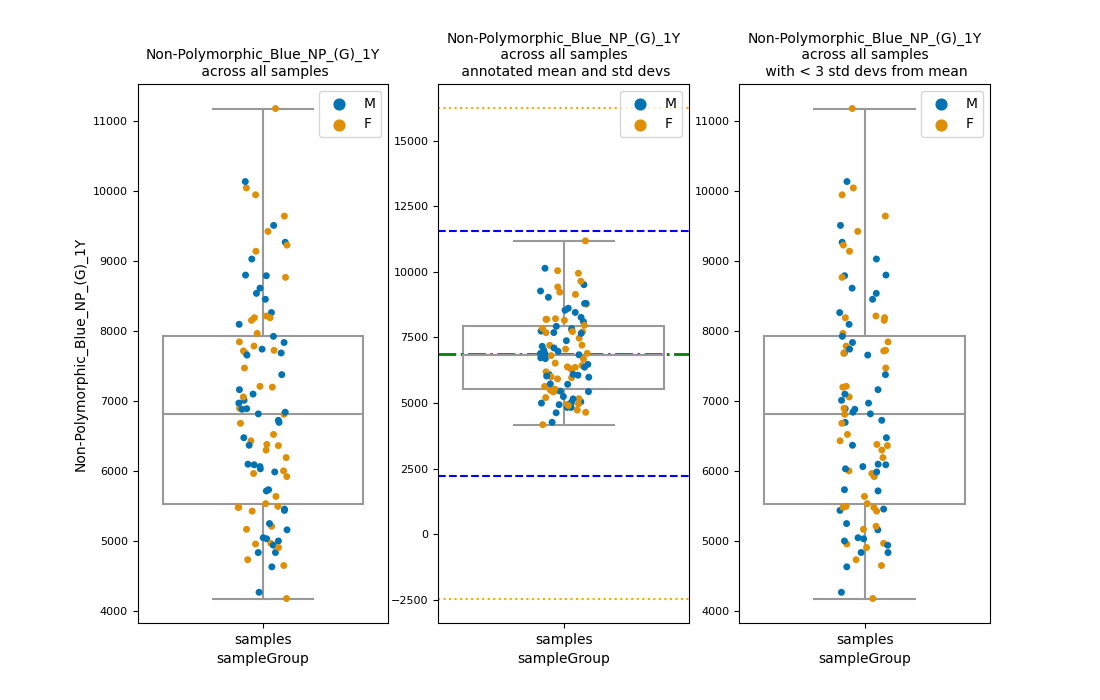 Non-Polymorphic_Blue_NP_(G)_1Y
across all samples
Non-Polymorphic_Blue_NP_(G)_1Y
11000
10000
9000
8000
7000
6000
5000
4000
M
F
samples
sampleGroup
Non-Polymorphic_Blue_NP_(G)_1Y
across all samples
annotated mean and std devs
15000
12500
10000
7500
5000
2500
0
−2500
M
F
samples
sampleGroup
Non-Polymorphic_Blue_NP_(G)_1Y
across all samples
with < 3 std devs from mean
11000
10000
9000
8000
7000
6000
5000
4000
M
F
samples
sampleGroup